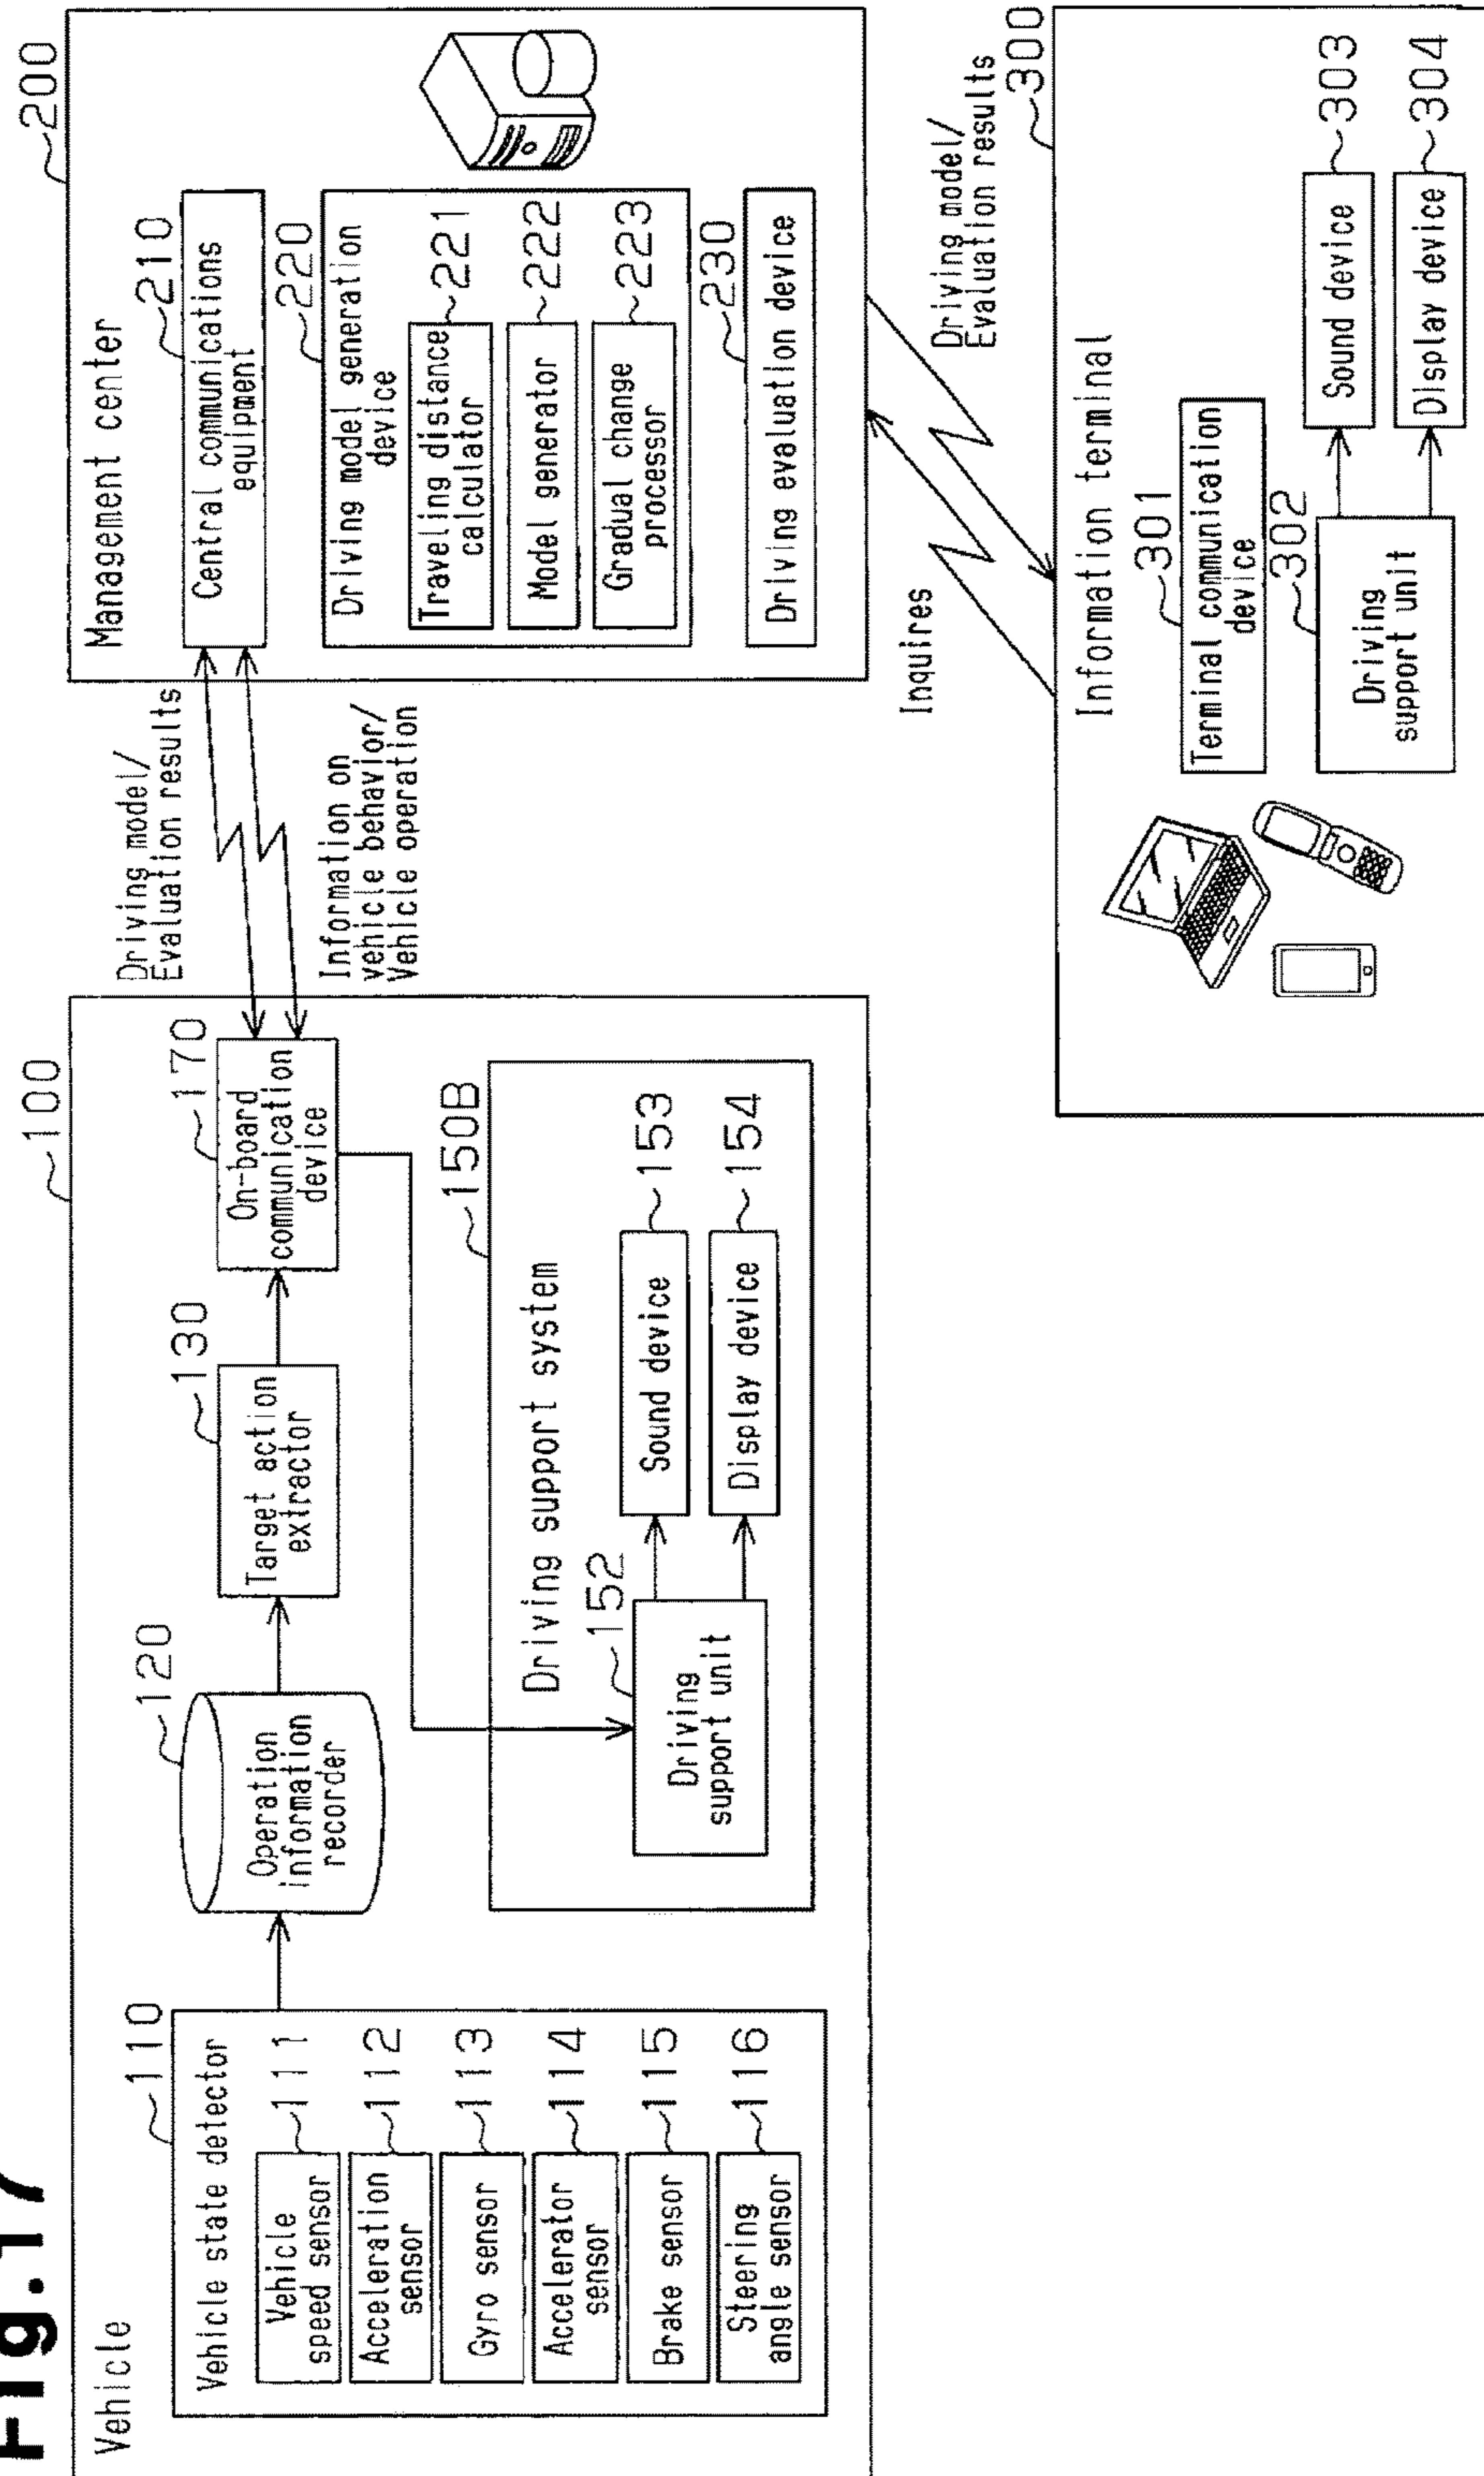 Fig.17
Vehicle
100
Vehicle state detector
110
Vehicle
speed sensor
111
Acceleration
sensor
112
Gyro sensor
113
Accelerator
sensor
114
Brake sensor
115
Steering
angle sensor
116
Operation
information
recorder
120
Target action
extractor
130
On-board
communication
device
170
Driving support system
150B
Driving
support unit
152
Sound device
153
Display device
154
Driving model/
Evaluation results
Information on
vehicle behavior/
Vehicle operation
Management center
200
Central communications
equipment
210
Driving model generation
device
220
Traveling distance
calculator
221
Model generator
222
Gradual change
processor
223
Driving evaluation device
230
Inquires
Driving model/
Evaluation results
Information terminal
300
Terminal communication
device
301
Driving
support unit
302
Sound device
303
Display device
304